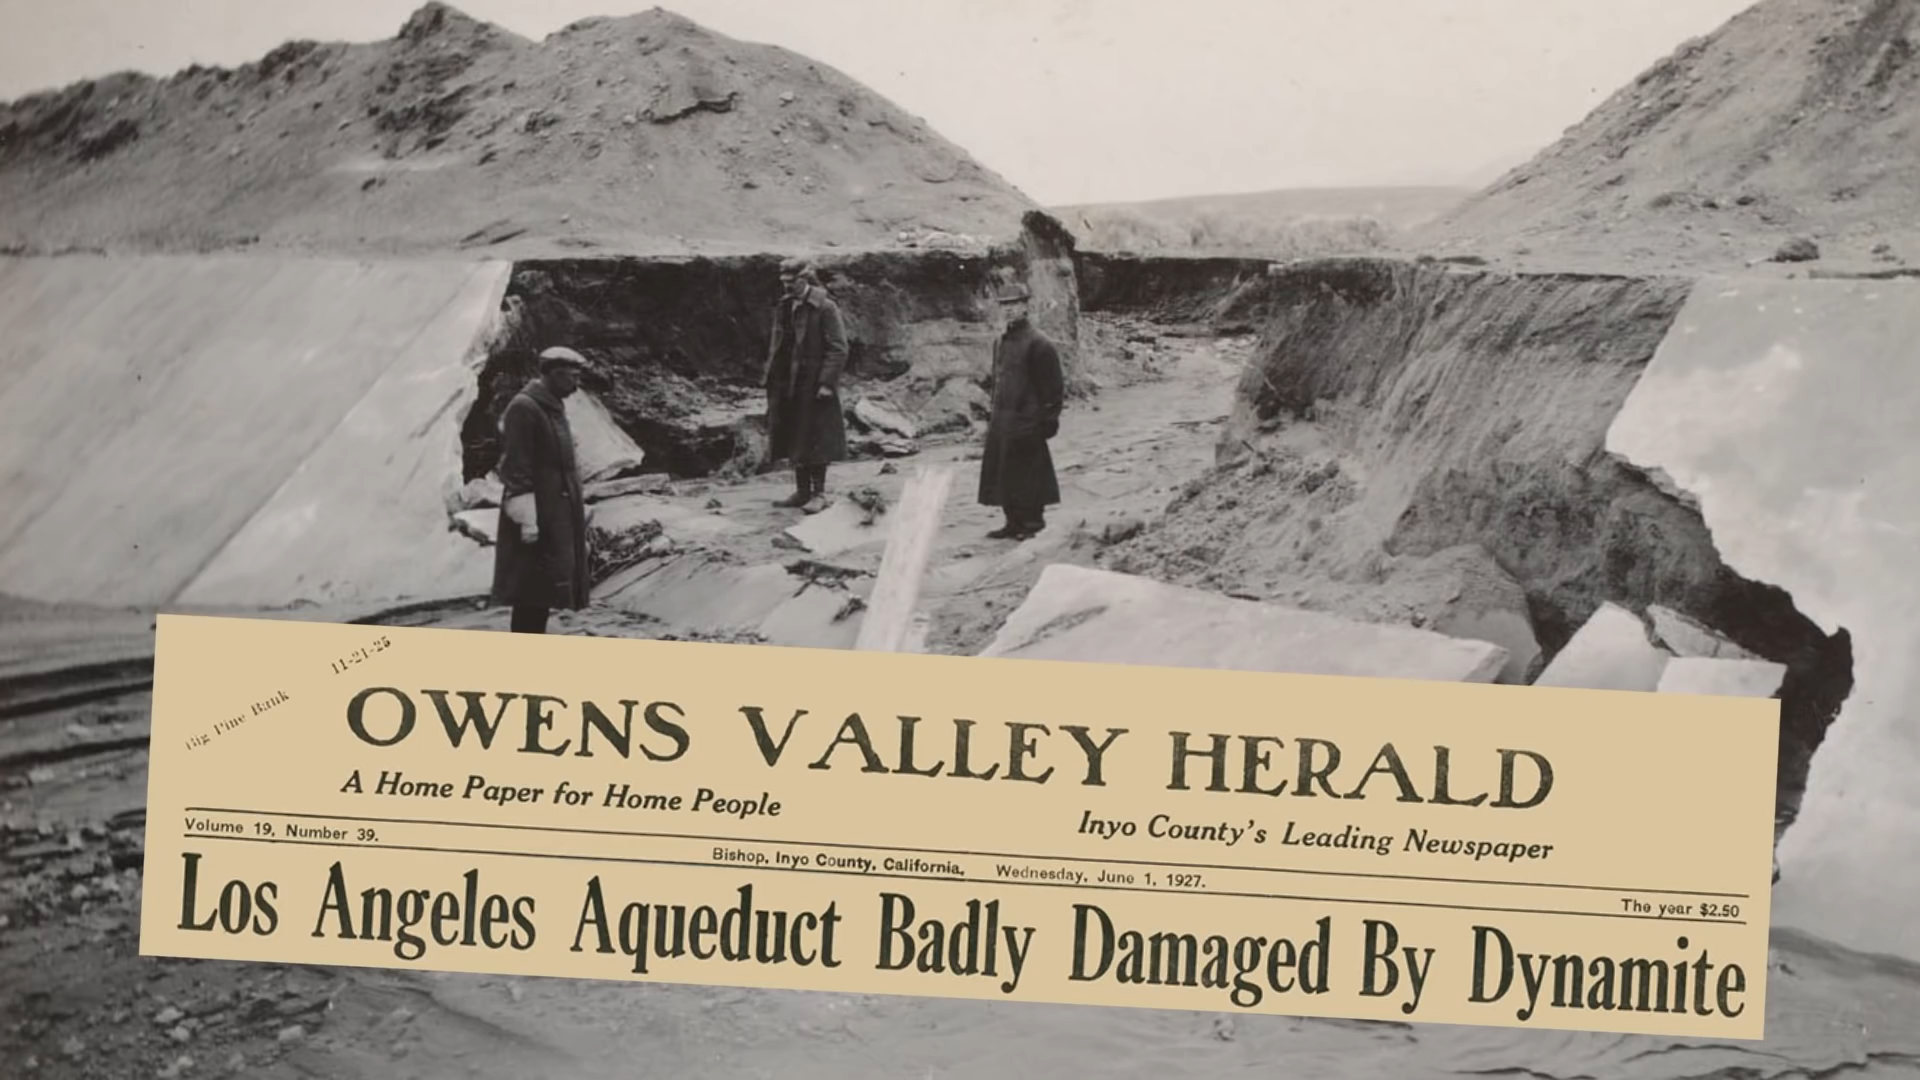 Big Pine Bank 11-21-25
OWENS VALLEY HERALD
A Home Paper for Home People
Inyo County's Leading Newspaper
Volume 19, Number 39.
Bishop, Inyo County, California, Wednesday, June 1, 1927.
The year $2.50
Los Angeles Aqueduct Badly Damaged By Dynamite